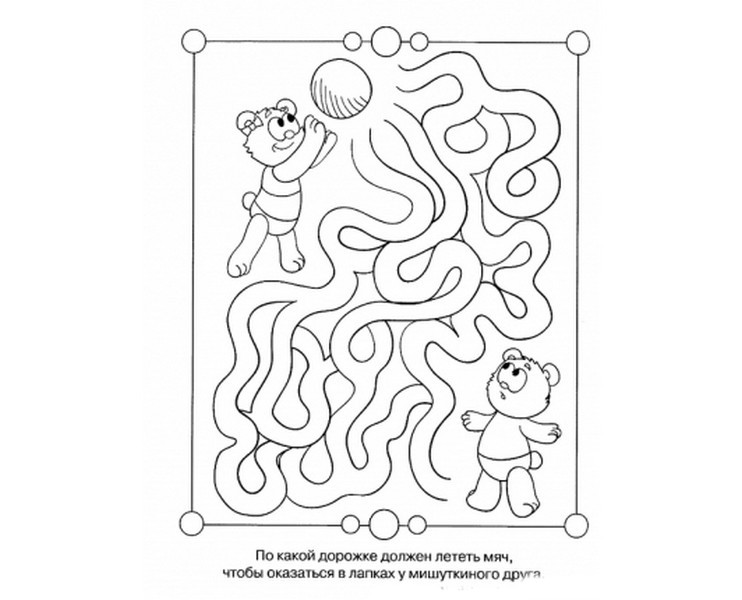 По какой дорожке должен лететь мяч,
чтобы оказаться в лапках у мишуткиного друга